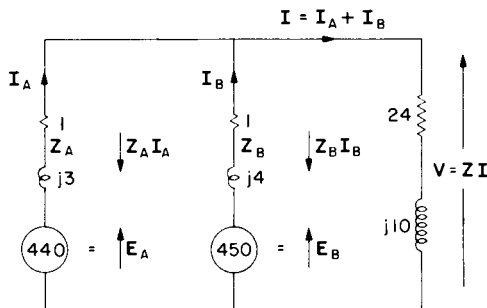 I = I_A + I_B
I_A
I_B
1
Z_A
Z_A I_A
1
Z_B
Z_B I_B
24
V = Z I
j3
j4
j10
440 = E_A
450 = E_B